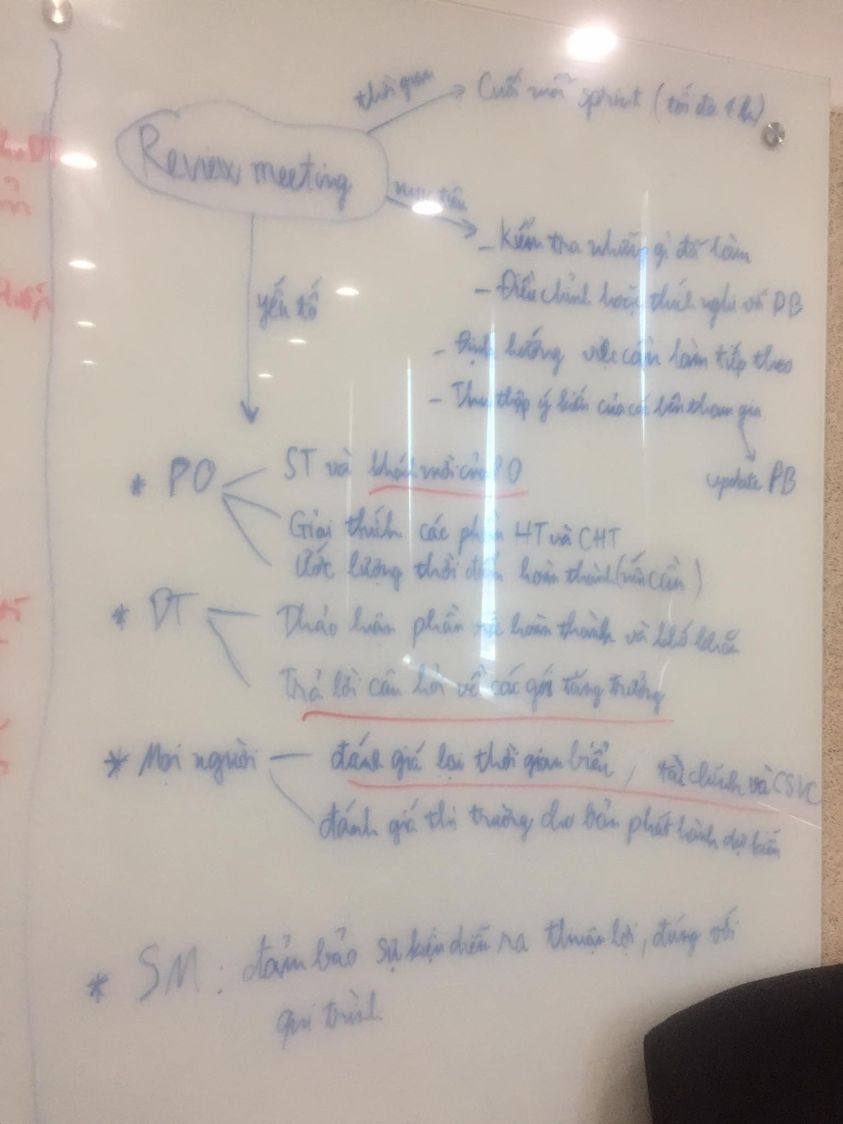 thời gian
Cuối mỗi sprint (tối đa 4h)
Review meeting
mục tiêu
- Kiểm tra những gì đã làm
- Điều chỉnh hoặc thích nghi với PB
yếu tố
- Định hướng việc cần làm tiếp theo
- Thu thập ý kiến của các bên tham gia
update PB
* PO
ST và khách mời của PO
Giải thích các phần HT và CHT
Ước lượng thời điểm hoàn thành (nếu cần)
* DT
Thảo luận phần đã hoàn thành và khó khăn
Trả lời câu hỏi về các gói tăng trưởng
* Mọi người
đánh giá lại thời gian biểu, tài chính và CSVC
đánh giá thị trường cho bản phát hành dự kiến
* SM: đảm bảo sự kiện diễn ra thuận lợi, đúng với
qui trình